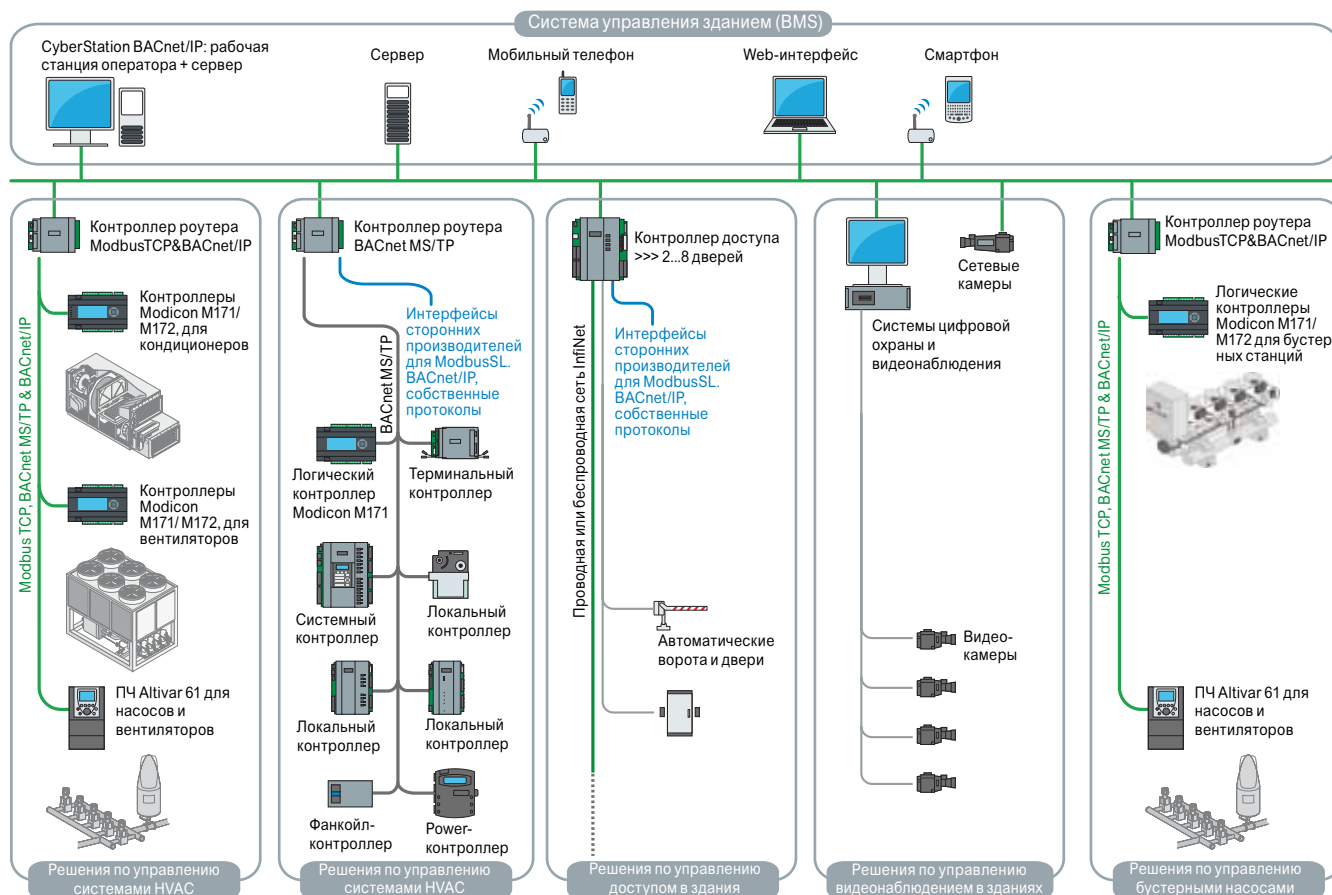 Система управления зданием (BMS)
CyberStation BACnet/IP: рабочая
станция оператора + сервер
Сервер
Мобильный телефон
Web-интерфейс
Смартфон
Контроллер роутера
ModbusTCP&BACnet/IP
Modbus TCP, BACnet MS/TP & BACnet/IP
Контроллеры
Modicon M171/
M172, для
кондиционеров
Контроллеры
Modicon
M171/ M172, для
вентиляторов
ПЧ Altivar 61 для
насосов и
вентиляторов
Решения по управлению
системами HVAC
Контроллер роутера
BACnet MS/TP
Интерфейсы
сторонних
производителей
для ModbusSL.
BACnet/IP,
собственные
протоколы
BACnet MS/TP
Логический
контроллер
Modicon M171
Терминальный
контроллер
Системный
контроллер
Локальный
контроллер
Локальный
контроллер
Локальный
контроллер
Фанкойл-
контроллер
Power-
контроллер
Решения по управлению
системами HVAC
Контроллер доступа
>>> 2...8 дверей
Интерфейсы
сторонних
производителей
для ModbusSL.
BACnet/IP,
собственные
протоколы
Проводная или беспроводная сеть InfiNet
Автоматические
ворота и двери
Решения по управлению
доступом в здания
Сетевые
камеры
Системы цифровой
охраны и
видеонаблюдения
Видео-
камеры
Решения по управлению
видеонаблюдением в зданиях
Контроллер роутера
ModbusTCP&BACnet/IP
Modbus TCP, BACnet MS/TP & BACnet/IP
Логические
контроллеры
Modicon M171/
M172 для бустер
ных станций
ПЧ Altivar 61 для
насосов и
вентиляторов
Решения по управлению
бустерными насосами